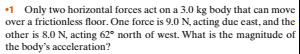 •1 Only two horizontal forces act on a 3.0 kg body that can move
over a frictionless floor. One force is 9.0 N, acting due east, and the
other is 8.0 N, acting 62° north of west. What is the magnitude of
the body's acceleration?